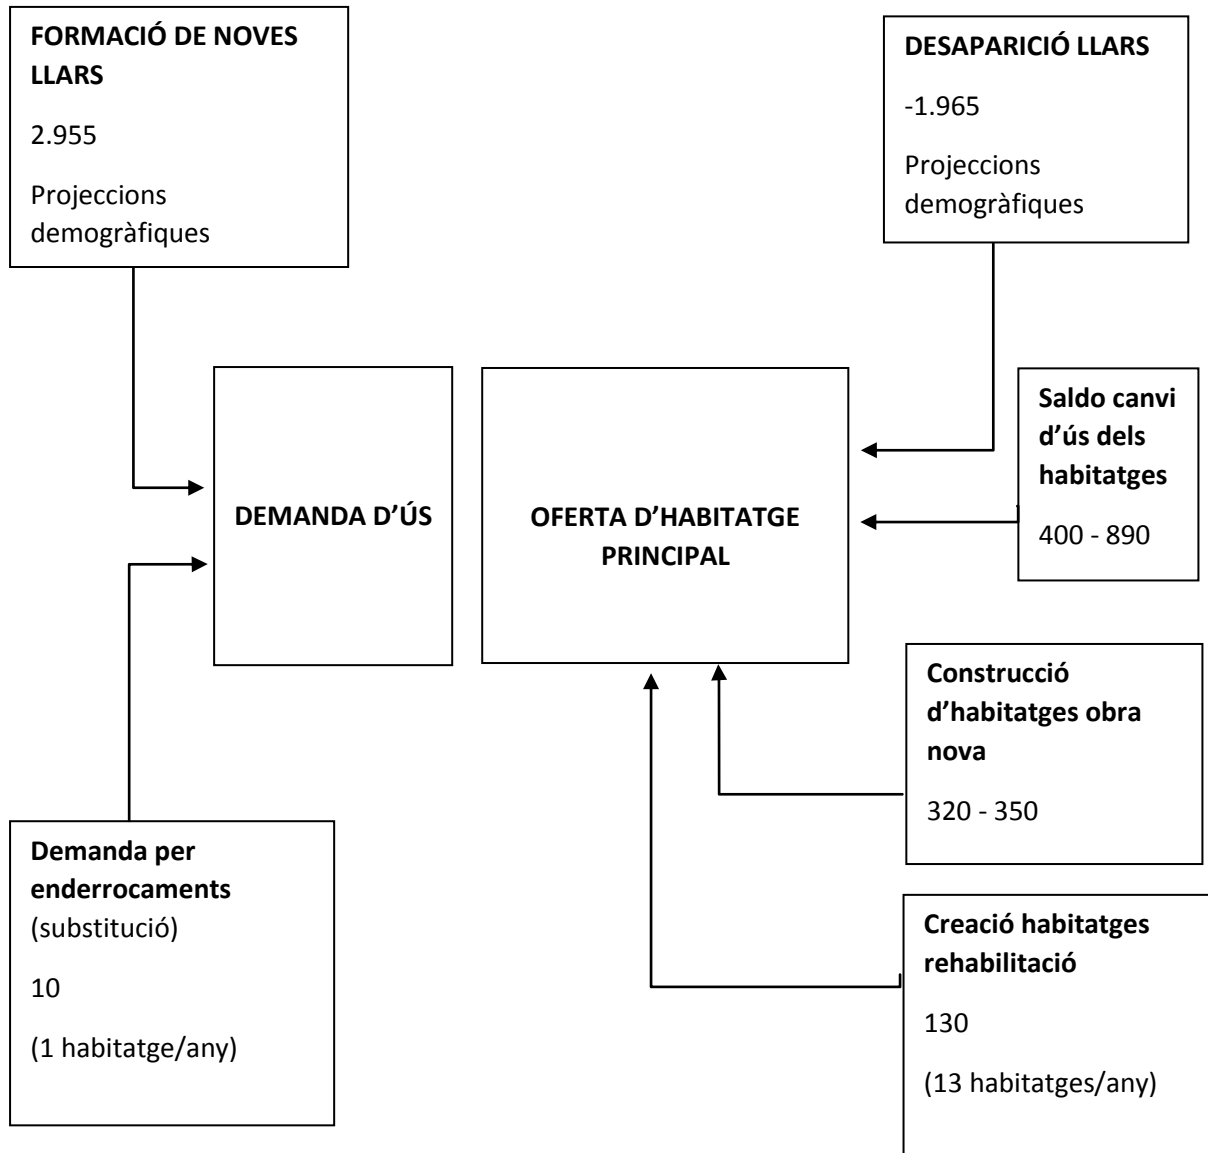 FORMACIÓ DE NOVES
LLARS
2.955
Projeccions
demogràfiques
DESAPARICIÓ LLARS
-1.965
Projeccions
demogràfiques
DEMANDA D’ÚS
OFERTA D’HABITATGE
PRINCIPAL
Saldo canvi
d’ús dels
habitatges
400 - 890
Construcció
d’habitatges obra
nova
320 - 350
Demanda per
enderrocaments
(substitució)
10
(1 habitatge/any)
Creació habitatges
rehabilitació
130
(13 habitatges/any)